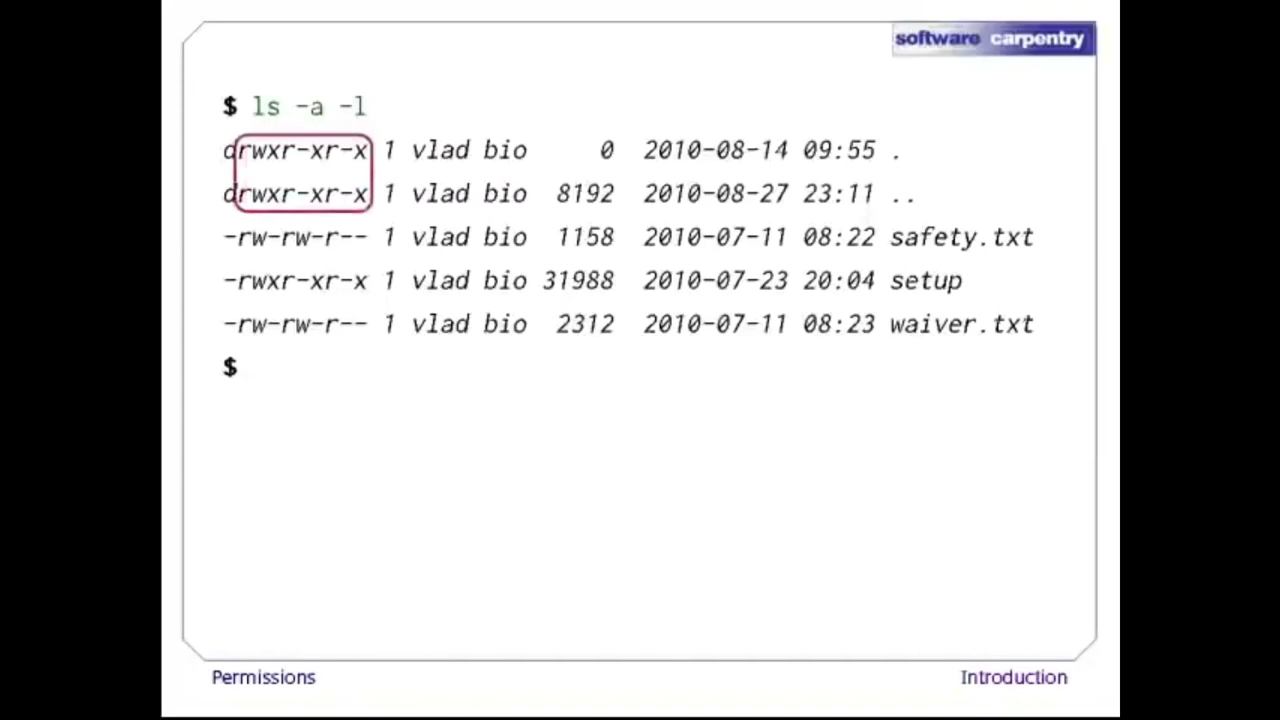 software carpentry
$ ls -a -l
drwxr-xr-x 1 vlad bio 0 2010-08-14 09:55 .
drwxr-xr-x 1 vlad bio 8192 2010-08-27 23:11 ..
-rw-rw-r-- 1 vlad bio 1158 2010-07-11 08:22 safety.txt
-rwxr-xr-x 1 vlad bio 31988 2010-07-23 20:04 setup
-rw-rw-r-- 1 vlad bio 2312 2010-07-11 08:23 waiver.txt
$
Permissions
Introduction